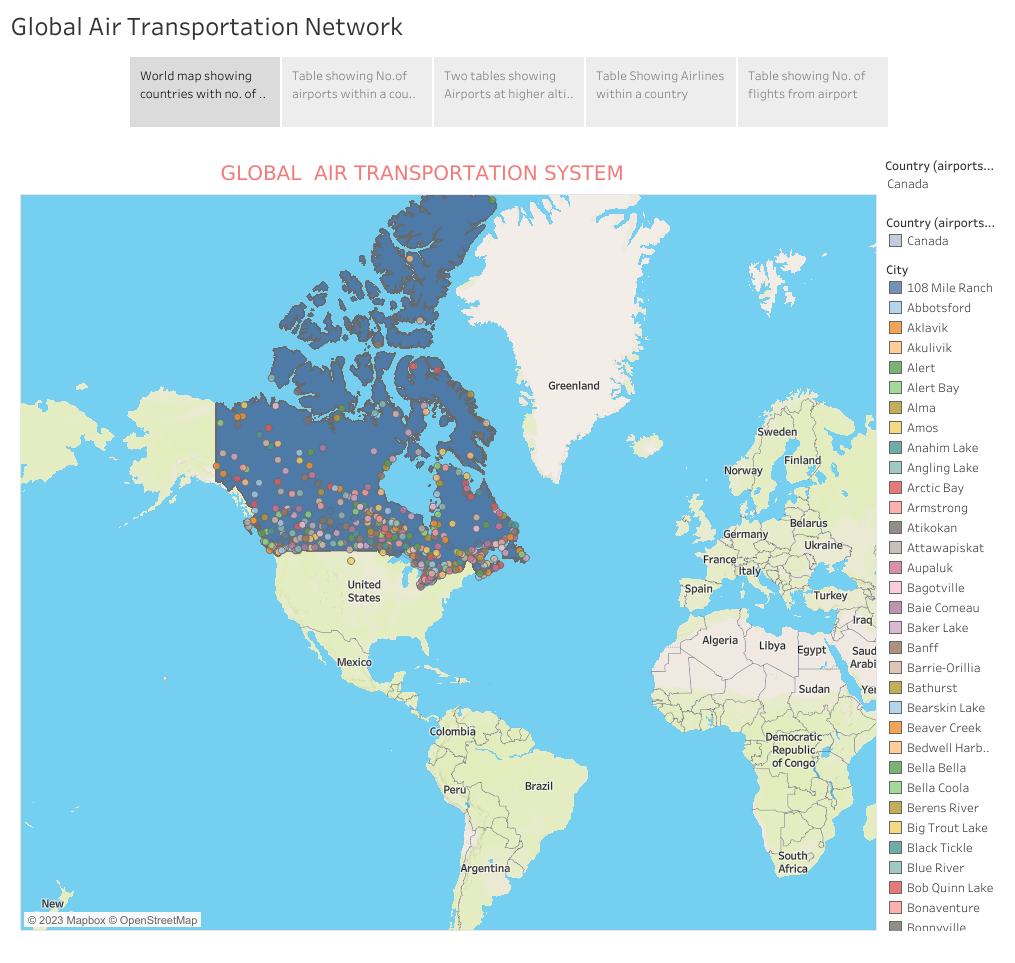 Global Air Transportation Network
World map showing
countries with no. of ..
Table showing No.of
airports within a cou..
Two tables showing
Airports at higher alti..
Table Showing Airlines
within a country
Table showing No. of
flights from airport
GLOBAL AIR TRANSPORTATION SYSTEM
Country (airports...
Canada
Country (airports...
Canada
City
108 Mile Ranch
Abbotsford
Aklavik
Akulivik
Alert
Alert Bay
Alma
Amos
Anahim Lake
Angling Lake
Arctic Bay
Armstrong
Atikokan
Attawapiskat
Aupaluk
Bagotville
Baie Comeau
Baker Lake
Banff
Barrie-Orillia
Bathurst
Bearskin Lake
Beaver Creek
Bedwell Harb..
Bella Bella
Bella Coola
Berens River
Big Trout Lake
Black Tickle
Blue River
Bob Quinn Lake
Bonaventure
Bonnyville
Greenland
Sweden
Finland
Norway
Belarus
Germany
Ukraine
France
Italy
Spain
Turkey
United
States
Iraq
Algeria
Libya
Egypt
Saudi
Arabi
Mexico
Sudan
Yer
Colombia
Democratic
Republic
of Congo
Peru
Brazil
South
Africa
Argentina
New
© 2023 Mapbox © OpenStreetMap